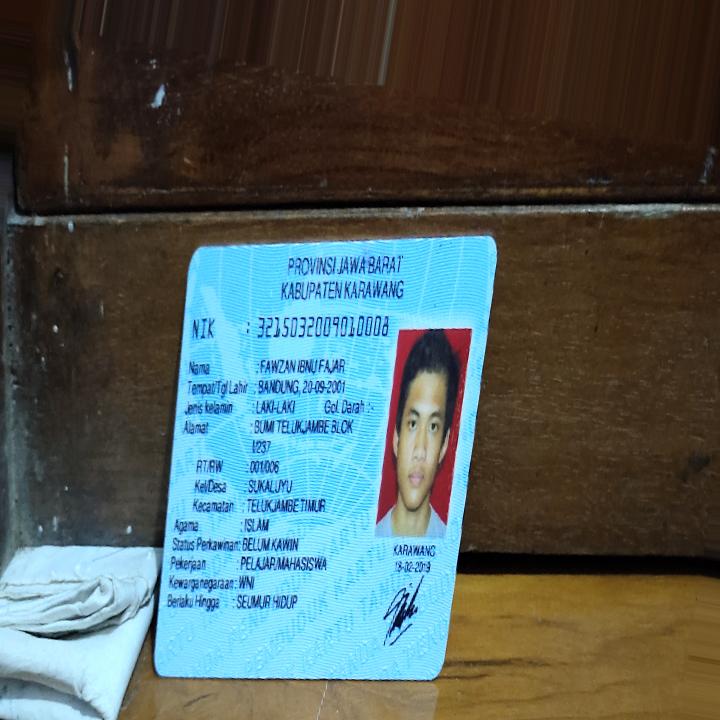 PROVINSI JAWA BARAT
KABUPATEN KARAWANG
NIK : 3215032009010008
Nama : FAWZAN IBNU FAJAR
Tempat/Tgl Lahir : BANDUNG, 20-09-2001
Jenis kelamin : LAKI-LAKI Gol. Darah :-
Alamat : BUMI TELUKJAMBE BLOK
I/237
RT/RW : 001/006
Kel/Desa : SUKALUYU
Kecamatan : TELUKJAMBE TIMUR
Agama : ISLAM
Status Perkawinan: BELUM KAWIN
Pekerjaan : PELAJAR/MAHASISWA
Kewarganegaraan: WNI
Berlaku Hingga : SEUMUR HIDUP
KARAWANG
18-02-2019